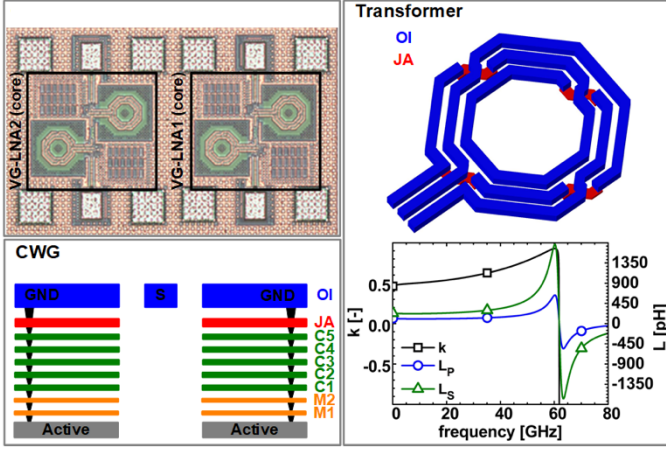 VG-LNA2 (core)
VG-LNA1 (core)
Transformer
OI
JA
CWG
GND
S
GND
OI
JA
C5
C4
C3
C2
C1
M2
M1
Active
Active
k [-]
0.5
0.0
-0.5
k
LP
LS
0
20
40
60
80
frequency [GHz]
1350
900
450
0
-450
-900
-1350
L [pH]